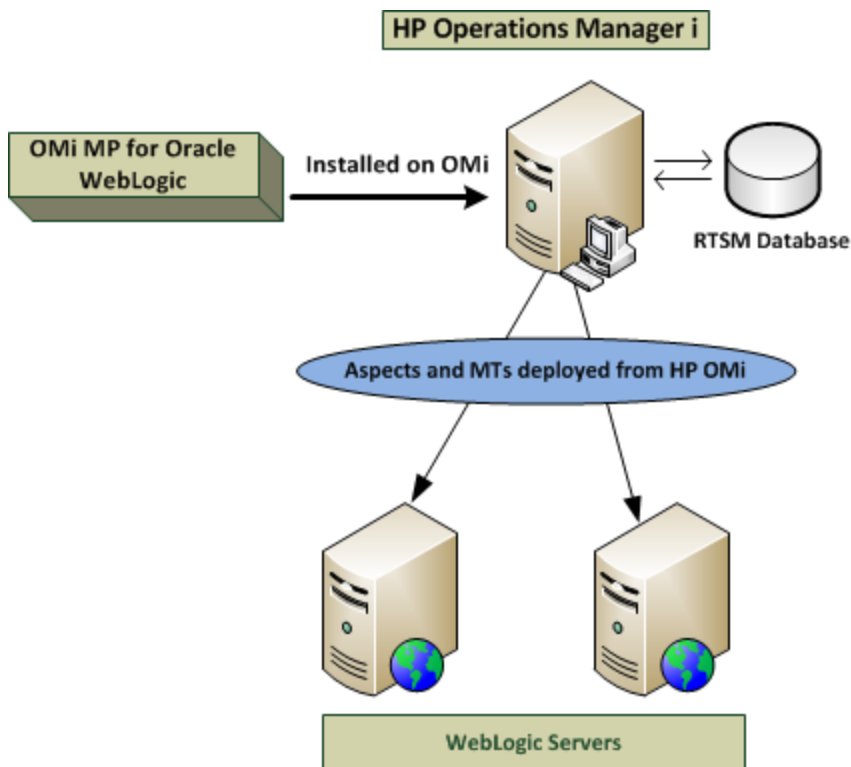 HP Operations Manager i
OMi MP for Oracle
WebLogic
Installed on OMi
RTSM Database
Aspects and MTs deployed from HP OMi
WebLogic Servers